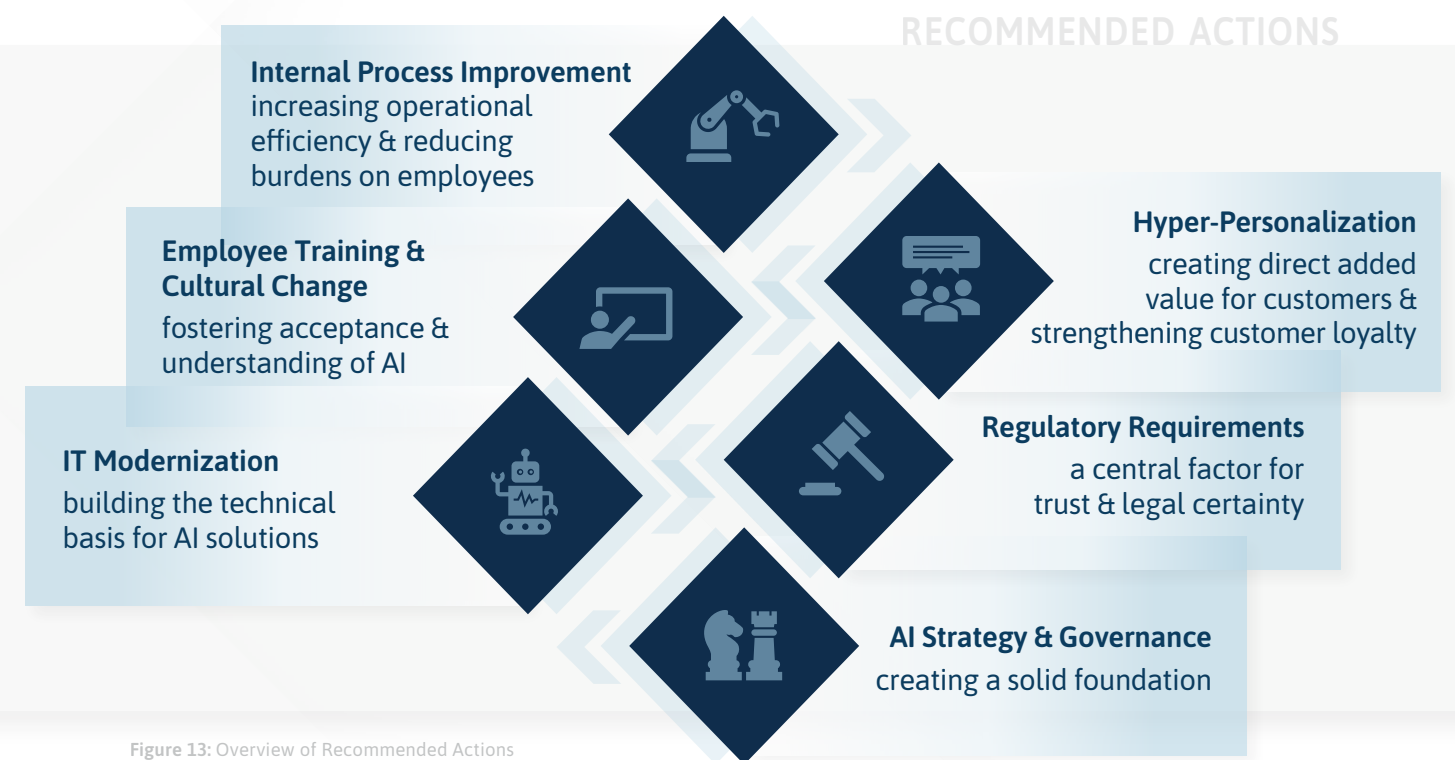 RECOMMENDED ACTIONS
Internal Process Improvement
increasing operational
efficiency & reducing
burdens on employees
Hyper-Personalization
creating direct added
value for customers &
strengthening customer loyalty
Employee Training &
Cultural Change
fostering acceptance &
understanding of AI
Regulatory Requirements
a central factor for
trust & legal certainty
IT Modernization
building the technical
basis for AI solutions
AI Strategy & Governance
creating a solid foundation
Figure 13: Overview of Recommended Actions